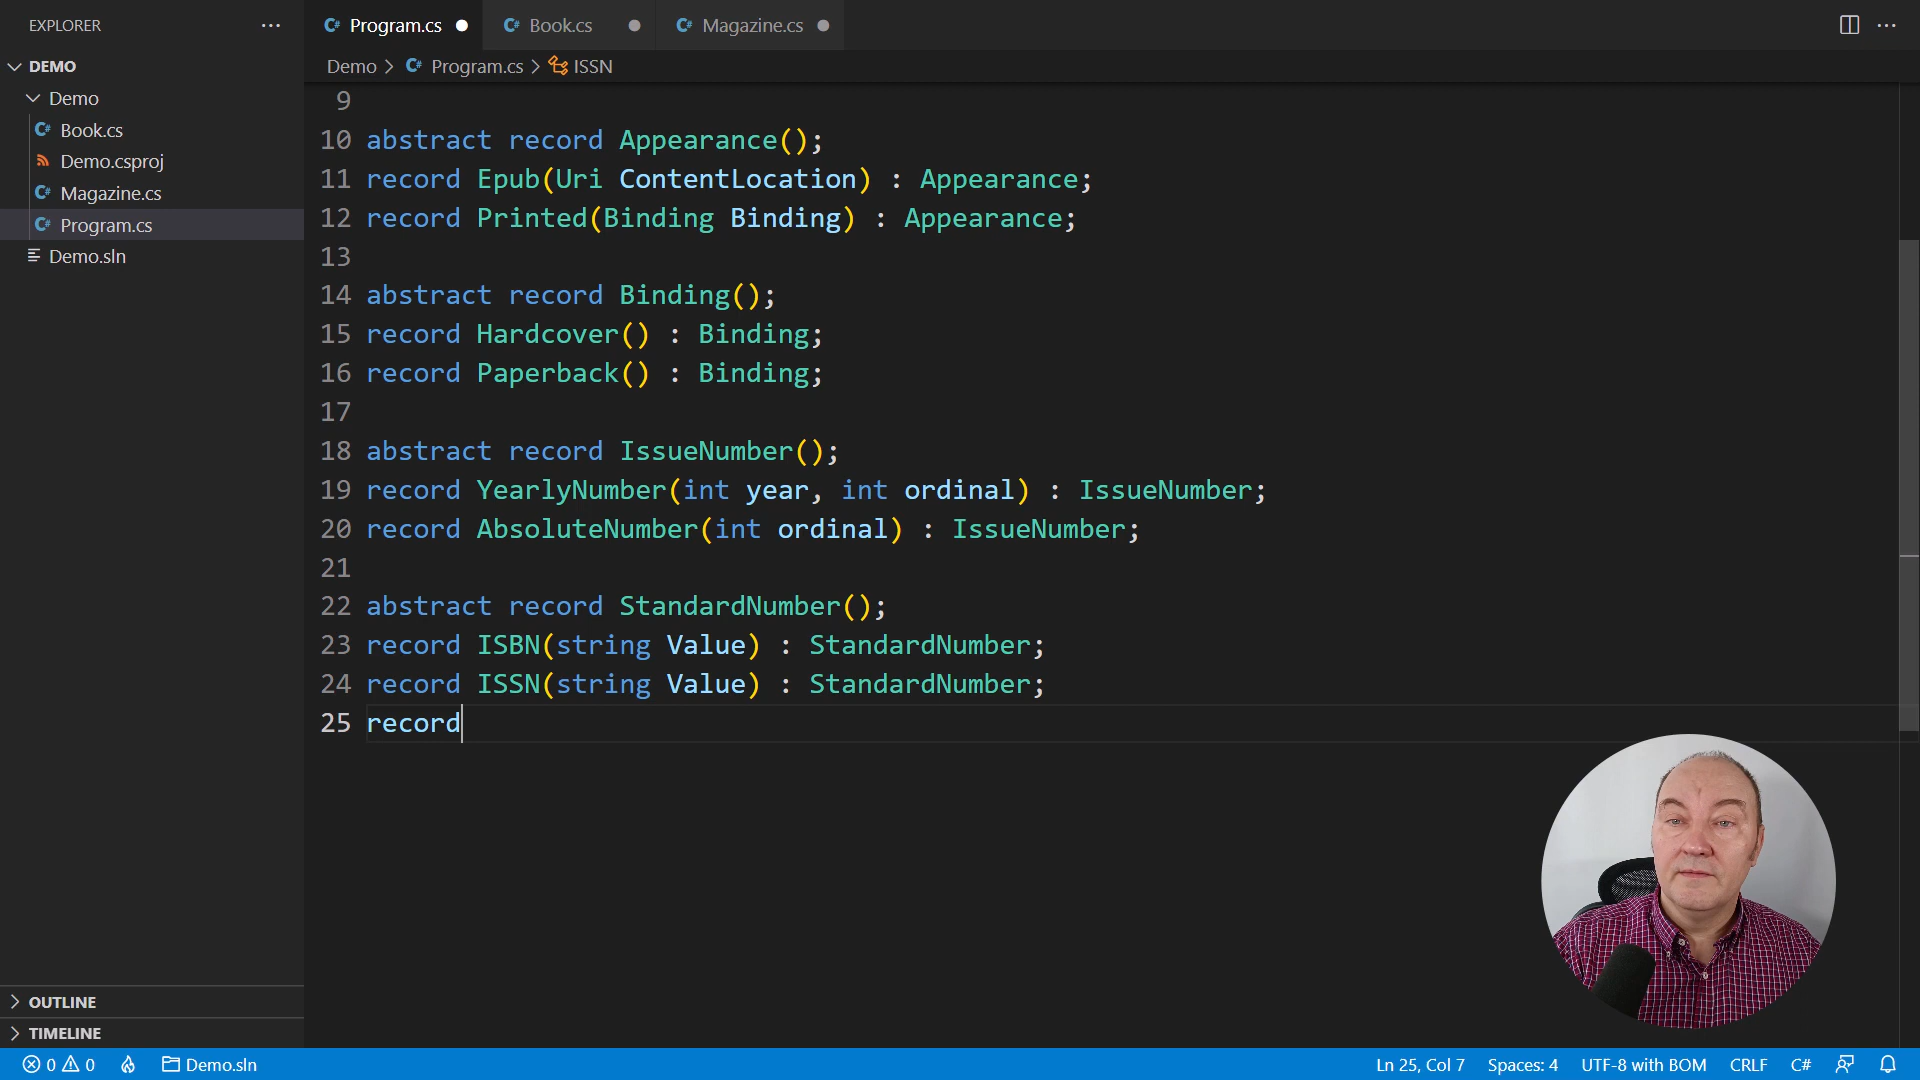 EXPLORER
DEMO
Demo
Book.cs
Demo.csproj
Magazine.cs
Program.cs
Demo.sln
OUTLINE
TIMELINE
Program.cs
Book.cs
Magazine.cs
Demo > Program.cs > ISSN
9
10 abstract record Appearance();
11 record Epub(Uri ContentLocation) : Appearance;
12 record Printed(Binding Binding) : Appearance;
13
14 abstract record Binding();
15 record Hardcover() : Binding;
16 record Paperback() : Binding;
17
18 abstract record IssueNumber();
19 record YearlyNumber(int year, int ordinal) : IssueNumber;
20 record AbsoluteNumber(int ordinal) : IssueNumber;
21
22 abstract record StandardNumber();
23 record ISBN(string Value) : StandardNumber;
24 record ISSN(string Value) : StandardNumber;
25 record
0 0 Demo.sln Ln 25, Col 7 Spaces: 4 UTF-8 with BOM CRLF C#